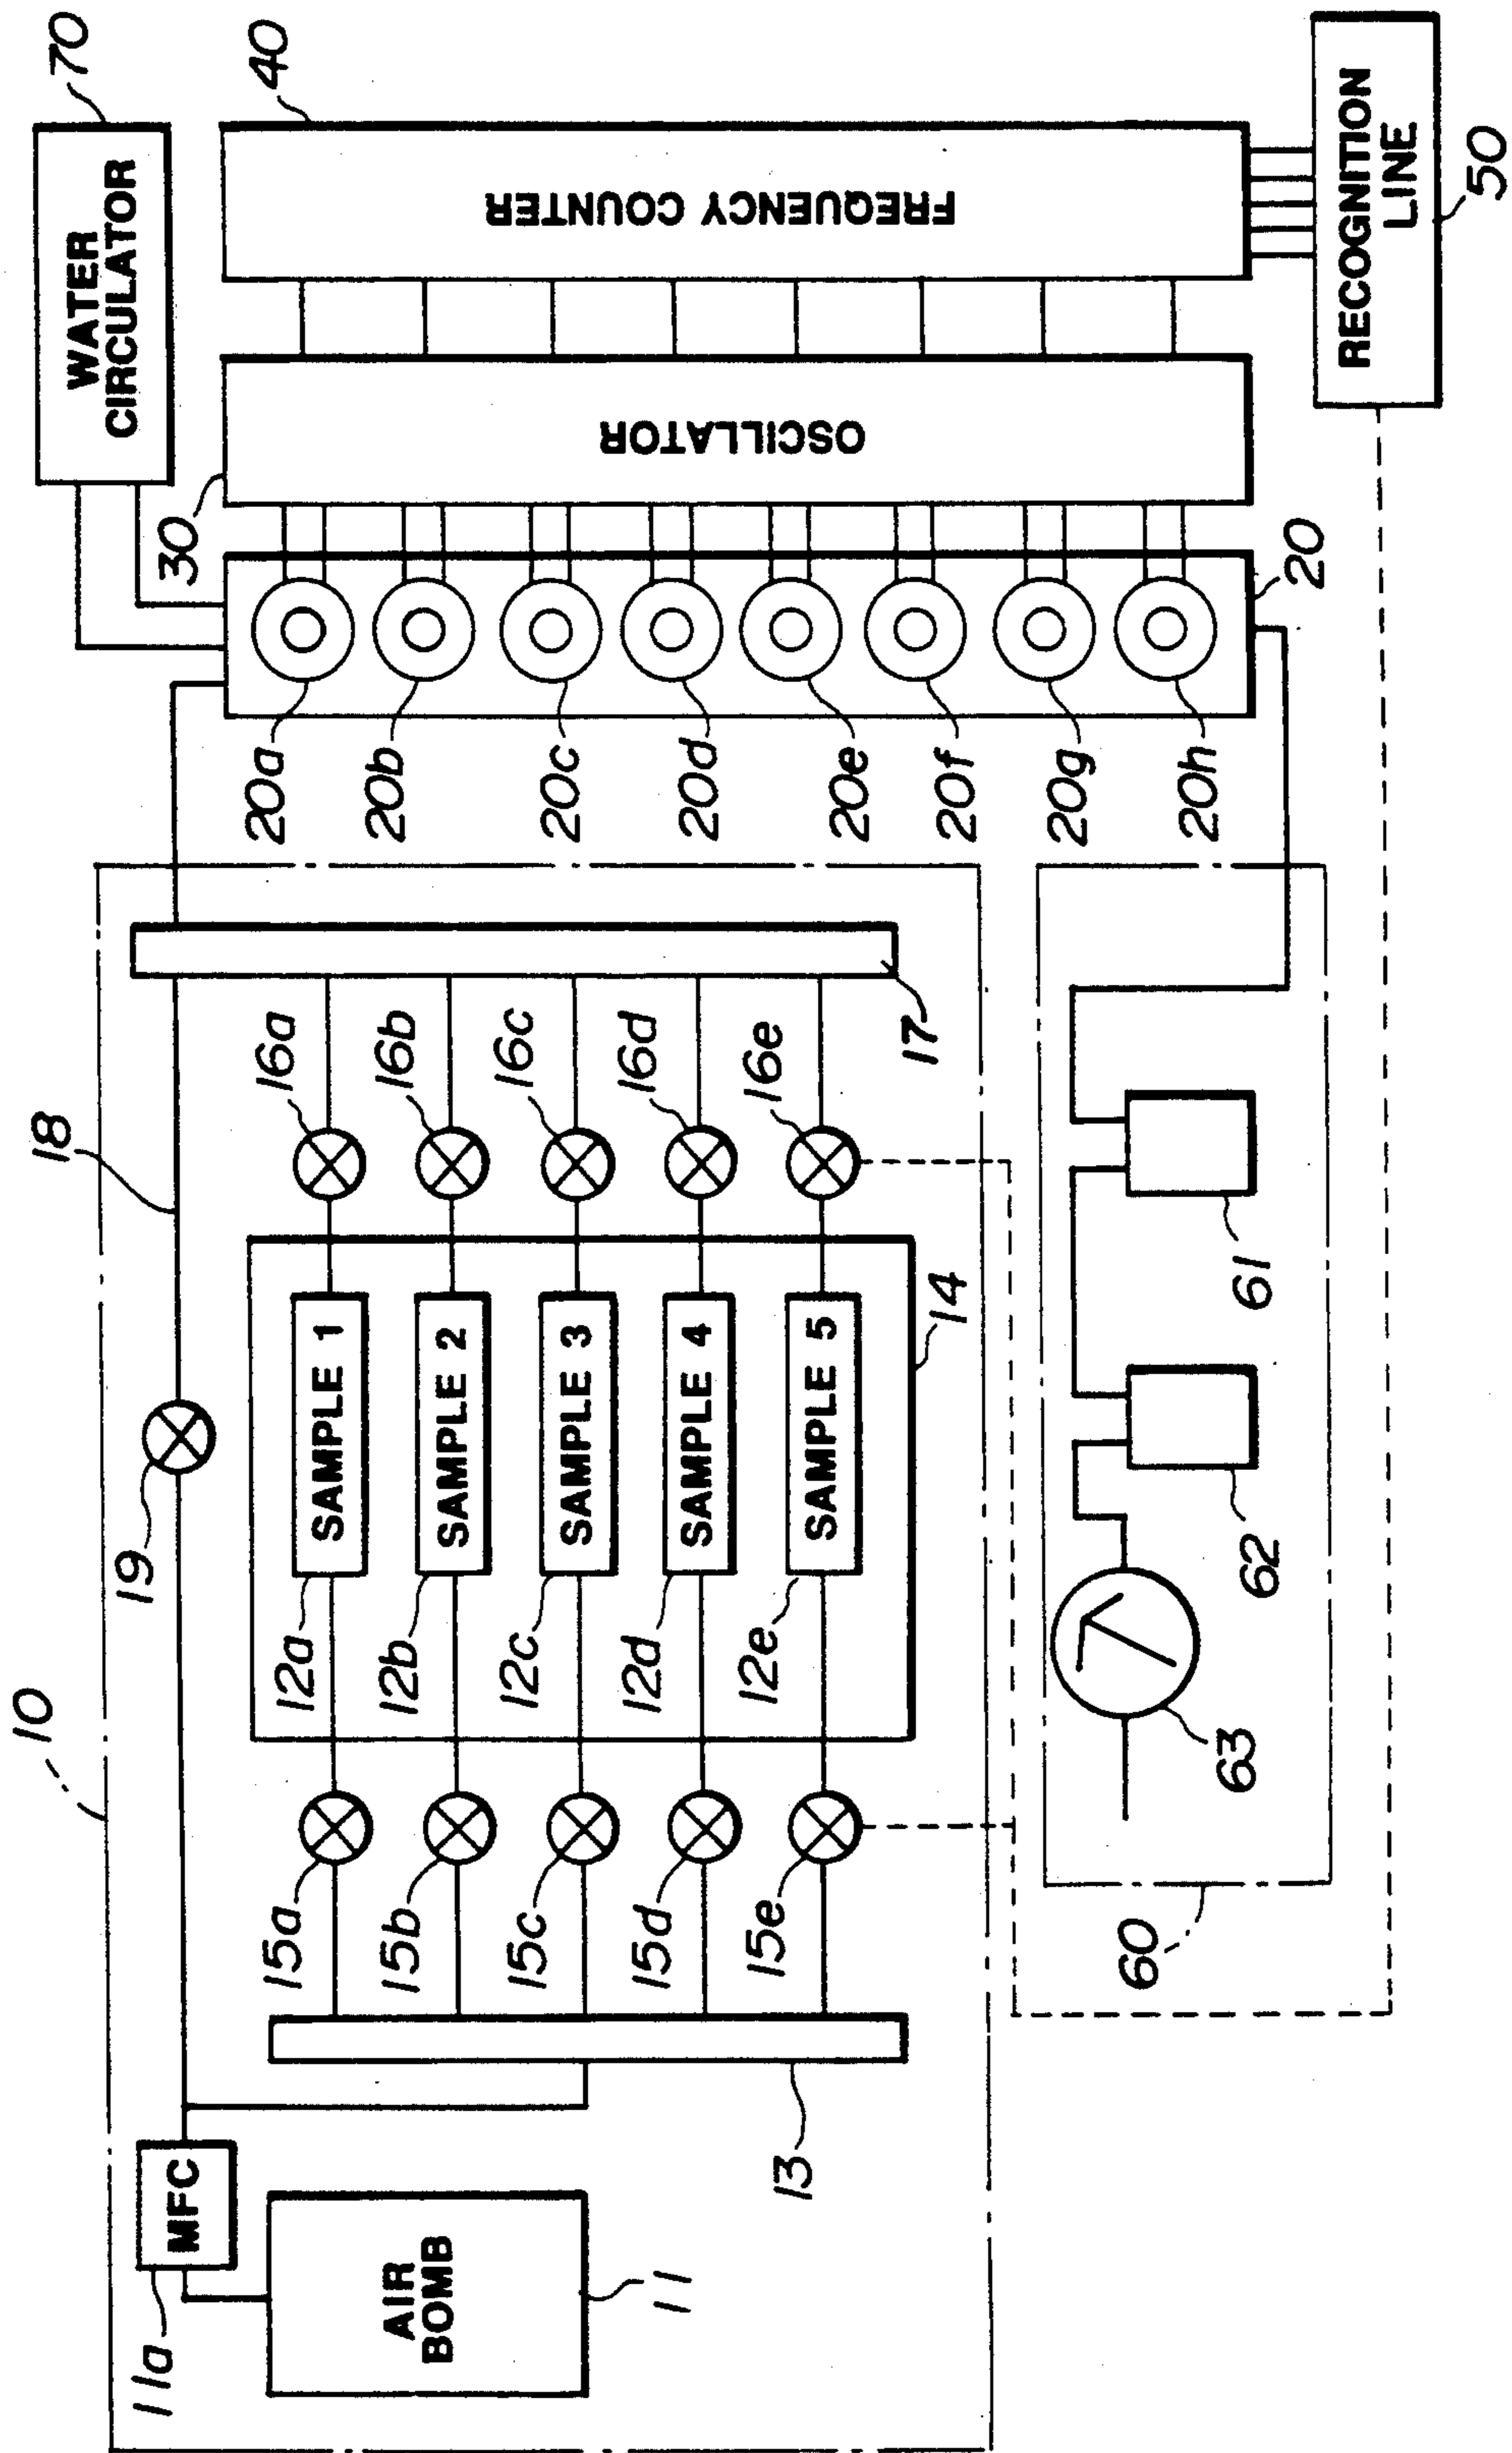 10
18
19
70
WATER
CIRCULATOR
11a
MFC
AIR
BOMB
11
13
15a
15b
15c
15d
15e
12a
12b
12c
12d
12e
SAMPLE 1
SAMPLE 2
SAMPLE 3
SAMPLE 4
SAMPLE 5
14
16a
16b
16c
16d
16e
17
20a
20b
20c
20d
20e
20f
20g
20h
20
30
OSCILLATOR
40
FREQUENCY COUNTER
RECOGNITION
LINE
50
60
63
62
61